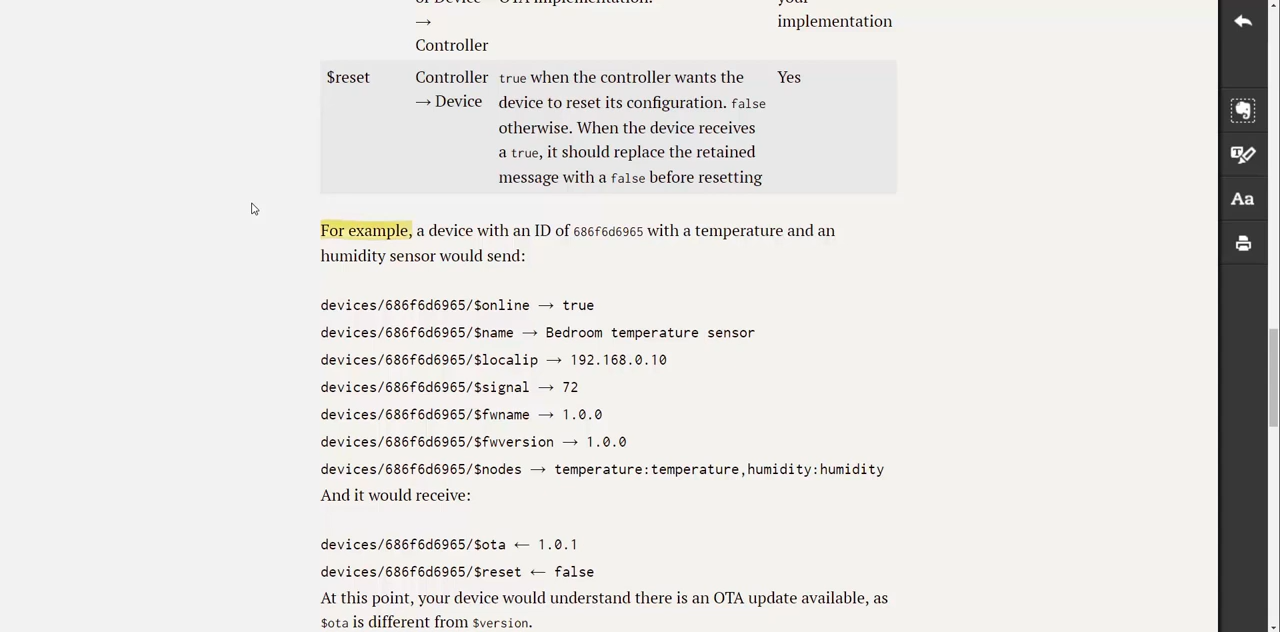 of Device OTA implementation. your
→ implementation
Controller
$reset Controller true when the controller wants the Yes
→ Device device to reset its configuration. false
otherwise. When the device receives
a true, it should replace the retained
message with a false before resetting
For example, a device with an ID of 686f6d6965 with a temperature and an
humidity sensor would send:
devices/686f6d6965/$online → true
devices/686f6d6965/$name → Bedroom temperature sensor
devices/686f6d6965/$localip → 192.168.0.10
devices/686f6d6965/$signal → 72
devices/686f6d6965/$fwname → 1.0.0
devices/686f6d6965/$fwversion → 1.0.0
devices/686f6d6965/$nodes → temperature:temperature,humidity:humidity
And it would receive:
devices/686f6d6965/$ota ← 1.0.1
devices/686f6d6965/$reset ← false
At this point, your device would understand there is an OTA update available, as
$ota is different from $version.
T
Aa